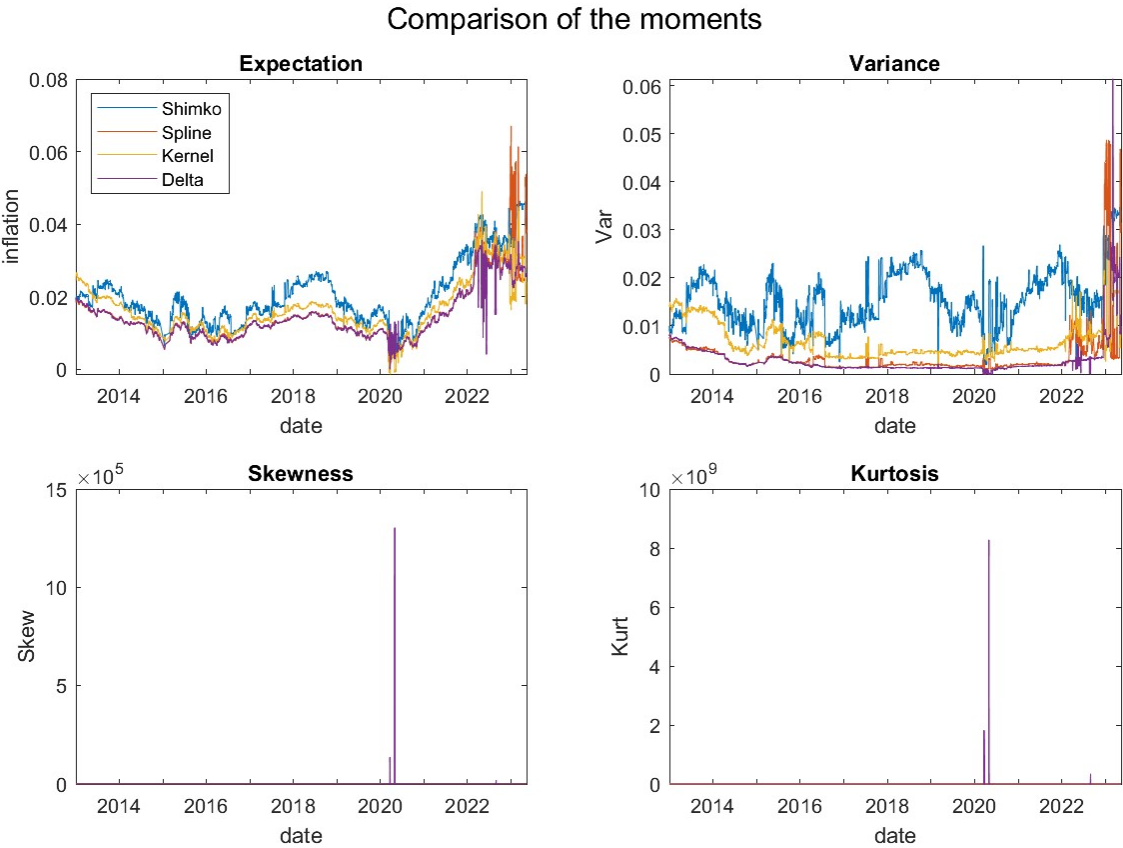 Comparison of the moments
Expectation
0.08
0.06
0.04
0.02
0
inflation
Shimko
Spline
Kernel
Delta
2014 2016 2018 2020 2022
date
Variance
0.06
0.05
0.04
0.03
0.02
0.01
0
Var
2014 2016 2018 2020 2022
date
Skewness
×10^5
15
10
5
0
Skew
2014 2016 2018 2020 2022
date
Kurtosis
×10^9
10
8
6
4
2
0
Kurt
2014 2016 2018 2020 2022
date